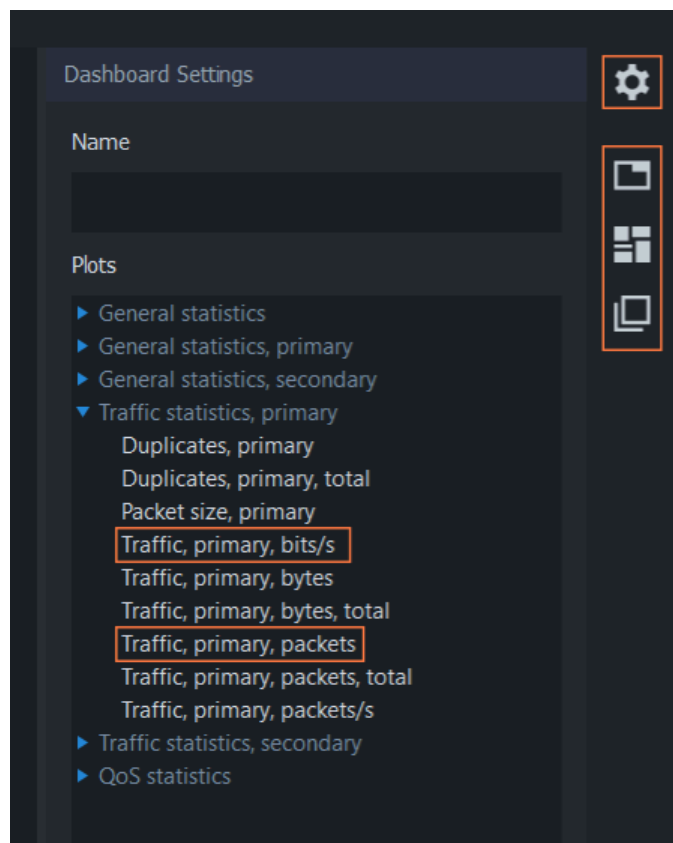 Dashboard Settings
Name
Plots
General statistics
General statistics, primary
General statistics, secondary
Traffic statistics, primary
Duplicates, primary
Duplicates, primary, total
Packet size, primary
Traffic, primary, bits/s
Traffic, primary, bytes
Traffic, primary, bytes, total
Traffic, primary, packets
Traffic, primary, packets, total
Traffic, primary, packets/s
Traffic statistics, secondary
QoS statistics